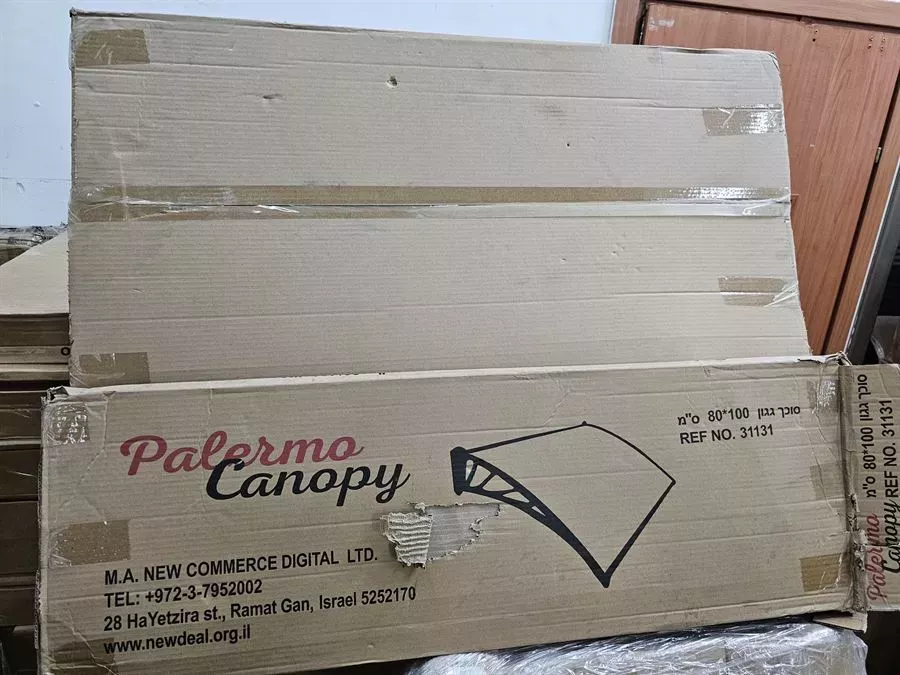 Palermo
Canopy
סוכך גגון 80*100 ס"מ
REF NO. 31131
M.A. NEW COMMERCE DIGITAL LTD.
TEL: +972-3-7952002
28 HaYetzira st., Ramat Gan, Israel 5252170
www.newdeal.org.il
Palermo
Canopy
סוכך גגון 80*100 ס"מ
REF NO. 31131